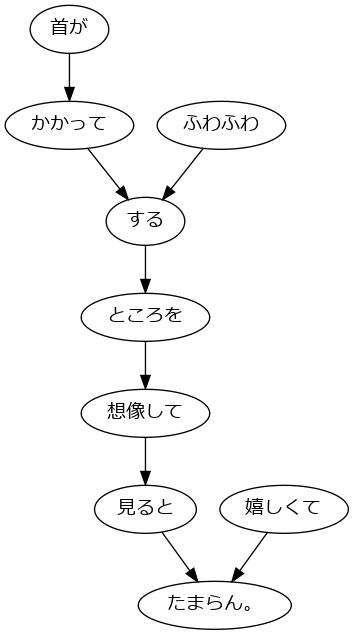 首が
かかって
ふわふわ
する
ところを
想像して
見ると
嬉しくて
たまらん。